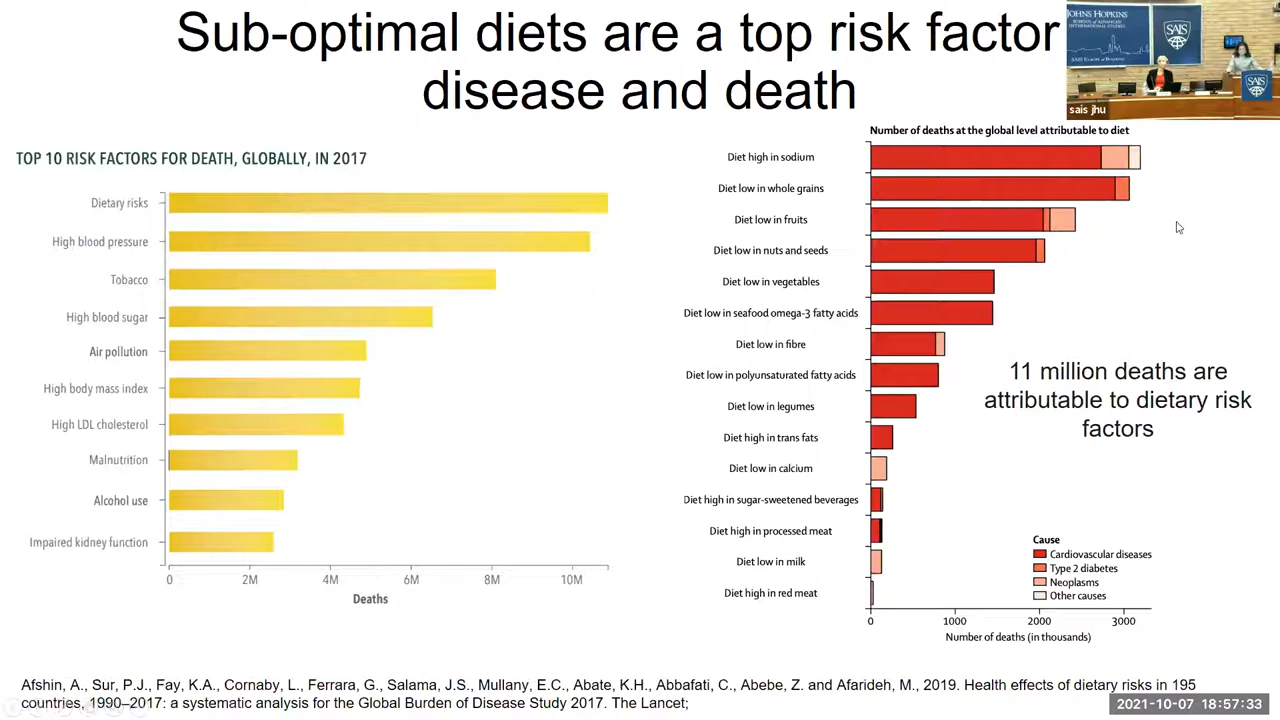 Sub-optimal diets are a top risk factor
disease and death
JOHNS HOPKINS
SAIS
SAIS
sais jhu
TOP 10 RISK FACTORS FOR DEATH, GLOBALLY, IN 2017
Dietary risks
High blood pressure
Tobacco
High blood sugar
Air pollution
High body mass index
High LDL cholesterol
Malnutrition
Alcohol use
Impaired kidney function
0 2M 4M 6M 8M 10M
Deaths
Number of deaths at the global level attributable to diet
Diet high in sodium
Diet low in whole grains
Diet low in fruits
Diet low in nuts and seeds
Diet low in vegetables
Diet low in seafood omega-3 fatty acids
Diet low in fibre
Diet low in polyunsaturated fatty acids
Diet low in legumes
Diet high in trans fats
Diet low in calcium
Diet high in sugar-sweetened beverages
Diet high in processed meat
Diet low in milk
Diet high in red meat
11 million deaths are
attributable to dietary risk
factors
Cause
Cardiovascular diseases
Type 2 diabetes
Neoplasms
Other causes
0 1000 2000 3000
Number of deaths (in thousands)
Afshin, A., Sur, P.J., Fay, K.A., Cornaby, L., Ferrara, G., Salama, J.S., Mullany, E.C., Abate, K.H., Abbafati, C., Abebe, Z. and Afarideh, M., 2019. Health effects of dietary risks in 195
countries, 1990–2017: a systematic analysis for the Global Burden of Disease Study 2017. The Lancet;
2021-10-07 18:57:33